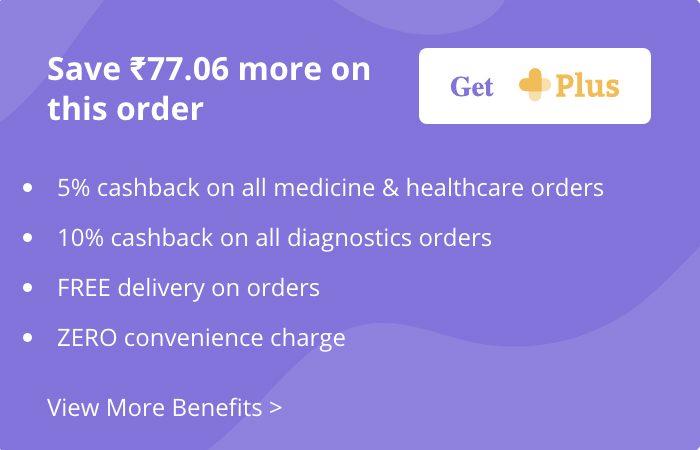 Save ₹77.06 more on
this order
Get Plus
• 5% cashback on all medicine & healthcare orders
• 10% cashback on all diagnostics orders
• FREE delivery on orders
• ZERO convenience charge
View More Benefits >